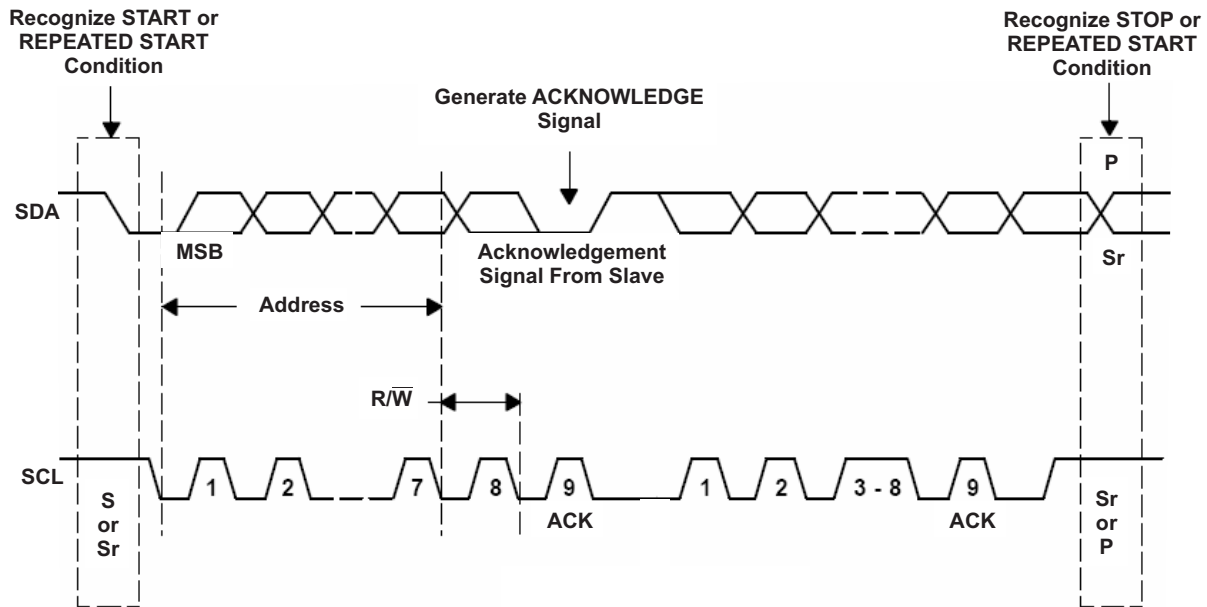 Recognize START or
REPEATED START
Condition
Recognize STOP or
REPEATED START
Condition
Generate ACKNOWLEDGE
Signal
P
SDA
MSB
Acknowledgement
Signal From Slave
Sr
Address
R/W̅
SCL
1
2
7
8
9
1
2
3 - 8
9
ACK
ACK
S
or
Sr
Sr
or
P